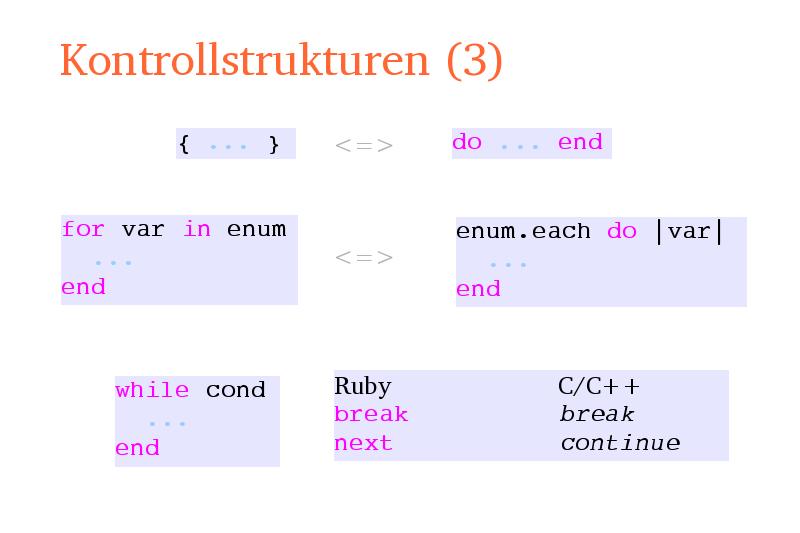 Kontrollstrukturen (3)
{ ... } <=> do ... end
for var in enum
...
end
<=>
enum.each do |var|
...
end
while cond
...
end
Ruby C/C++
break break
next continue